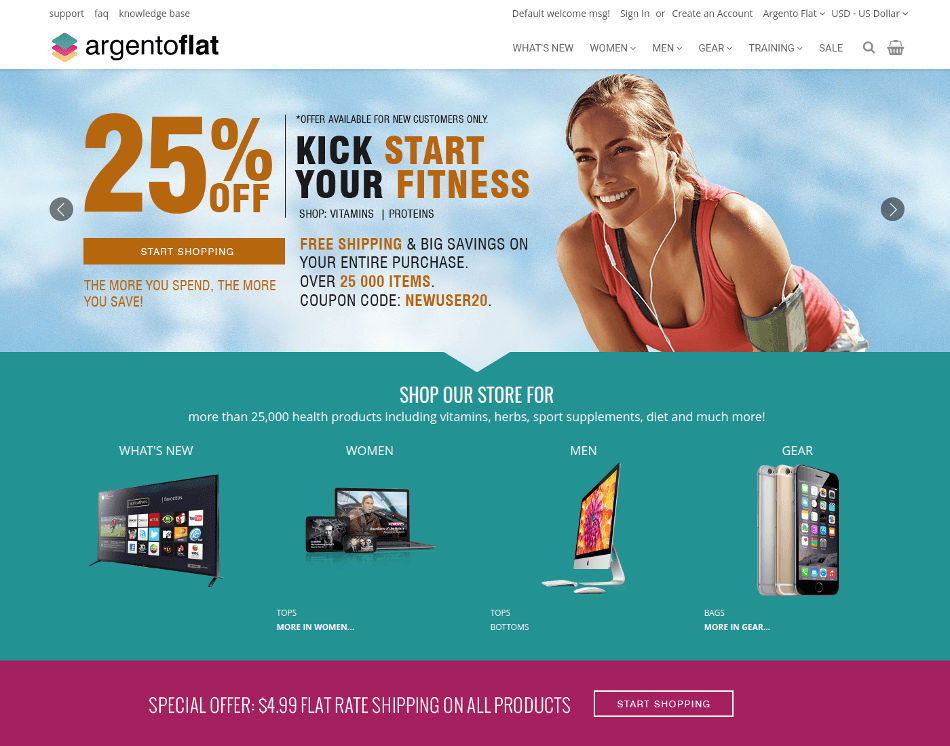 support faq knowledge base
Default welcome msg! Sign In or Create an Account Argento Flat USD - US Dollar
argentoflat
WHAT'S NEW WOMEN MEN GEAR TRAINING SALE
25% OFF
*OFFER AVAILABLE FOR NEW CUSTOMERS ONLY.
KICK START
YOUR FITNESS
SHOP: VITAMINS | PROTEINS
START SHOPPING
THE MORE YOU SPEND, THE MORE
YOU SAVE!
FREE SHIPPING & BIG SAVINGS ON
YOUR ENTIRE PURCHASE.
OVER 25 000 ITEMS.
COUPON CODE: NEWUSER20.
SHOP OUR STORE FOR
more than 25,000 health products including vitamins, herbs, sport supplements, diet and much more!
WHAT'S NEW WOMEN MEN GEAR
TOPS TOPS BAGS
MORE IN WOMEN... BOTTOMS MORE IN GEAR...
SPECIAL OFFER: $4.99 FLAT RATE SHIPPING ON ALL PRODUCTS
START SHOPPING